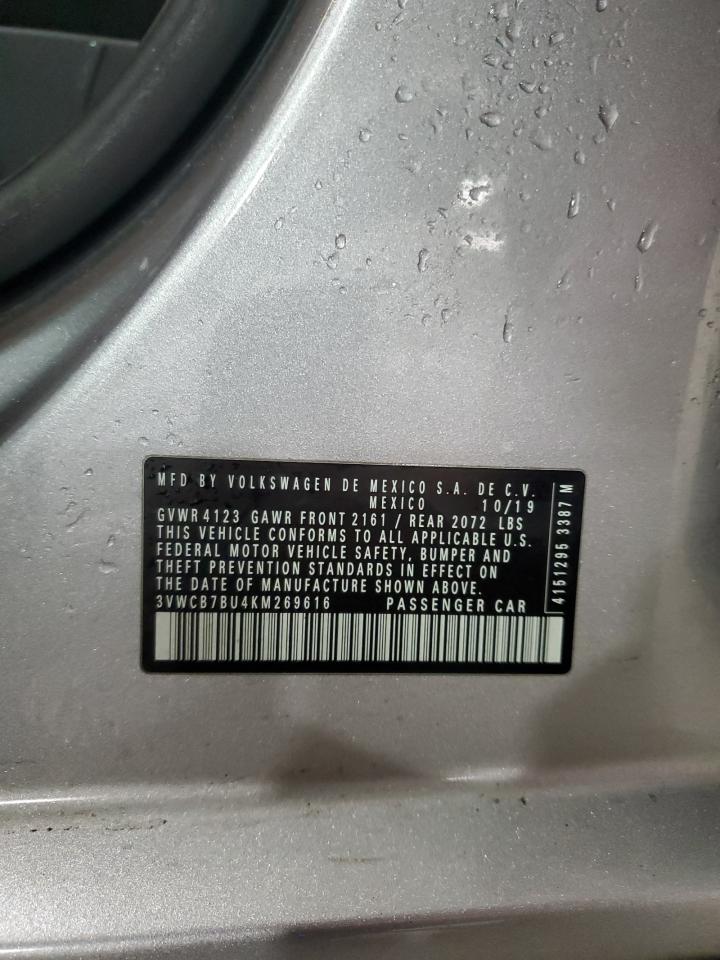 MFD BY VOLKSWAGEN DE MEXICO S.A. DE C.V.
MEXICO 10/19
GVWR 4123 GAWR FRONT 2161 / REAR 2072 LBS
THIS VEHICLE CONFORMS TO ALL APPLICABLE U.S.
FEDERAL MOTOR VEHICLE SAFETY, BUMPER AND
THEFT PREVENTION STANDARDS IN EFFECT ON
THE DATE OF MANUFACTURE SHOWN ABOVE.
3VWCB7BU4KM269616 PASSENGER CAR
4151295 3387 M